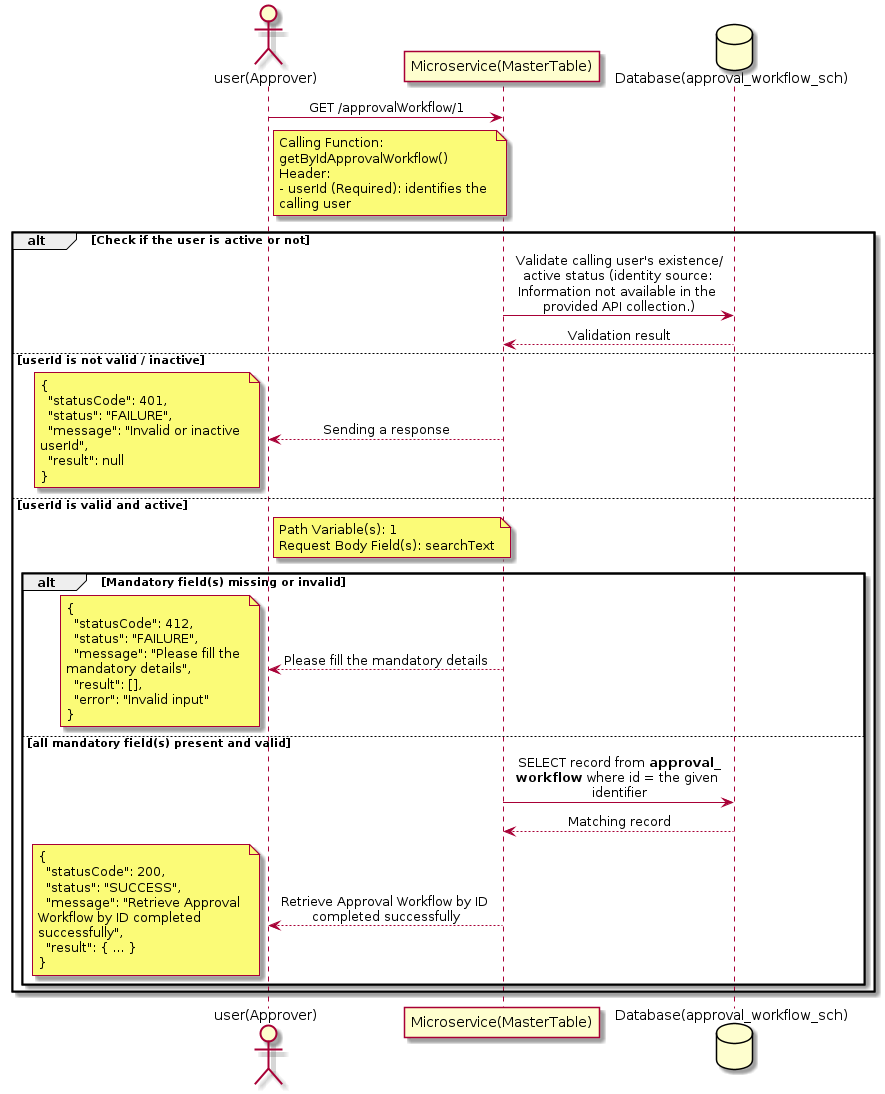 user(Approver)
Microservice(MasterTable)
Database(approval_workflow_sch)
GET /approvalWorkflow/1
Calling Function:
getByIdApprovalWorkflow()
Header:
- userId (Required): identifies the
calling user
alt
[Check if the user is active or not]
Validate calling user's existence/
active status (identity source:
Information not available in the
provided API collection.)
Validation result
[userId is not valid / inactive]
{
"statusCode": 401,
"status": "FAILURE",
"message": "Invalid or inactive
userId",
"result": null
}
Sending a response
[userId is valid and active]
Path Variable(s): 1
Request Body Field(s): searchText
alt
[Mandatory field(s) missing or invalid]
{
"statusCode": 412,
"status": "FAILURE",
"message": "Please fill the
mandatory details",
"result": [],
"error": "Invalid input"
}
Please fill the mandatory details
[all mandatory field(s) present and valid]
SELECT record from approval_
workflow where id = the given
identifier
Matching record
{
"statusCode": 200,
"status": "SUCCESS",
"message": "Retrieve Approval
Workflow by ID completed
successfully",
"result": { ... }
}
Retrieve Approval Workflow by ID
completed successfully
user(Approver)
Microservice(MasterTable)
Database(approval_workflow_sch)